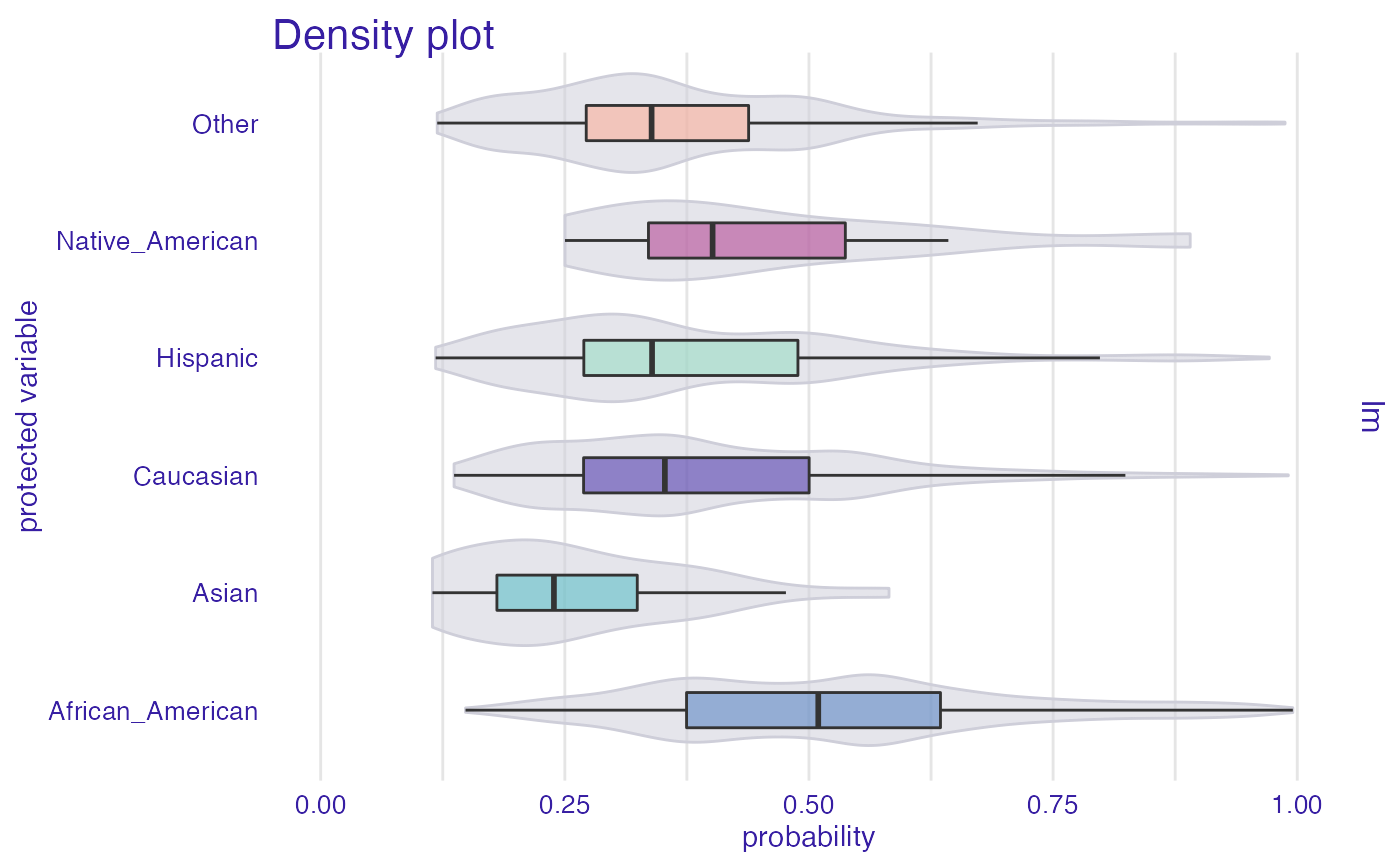 Density plot
Other
Native_American
Hispanic
Caucasian
Asian
African_American
protected variable
lm
0.00 0.25 0.50 0.75 1.00
probability